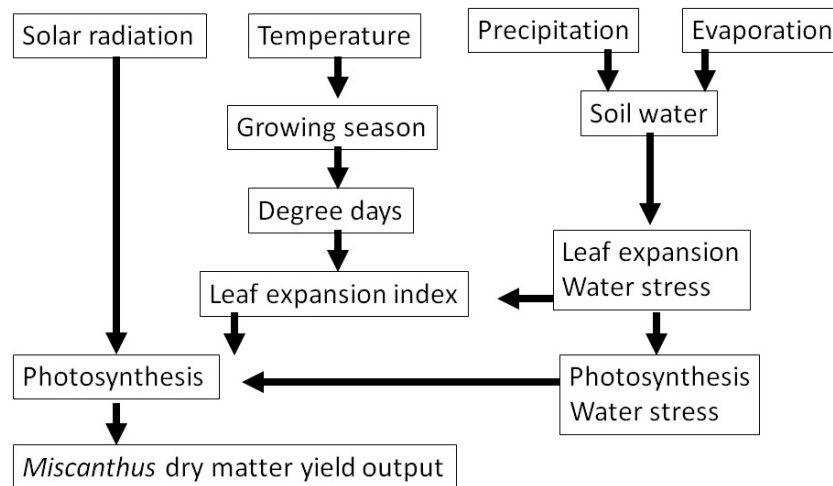 Solar radiation
Temperature
Precipitation
Evaporation
Growing season
Soil water
Degree days
Leaf expansion
Water stress
Leaf expansion index
Photosynthesis
Photosynthesis
Water stress
Miscanthus dry matter yield output